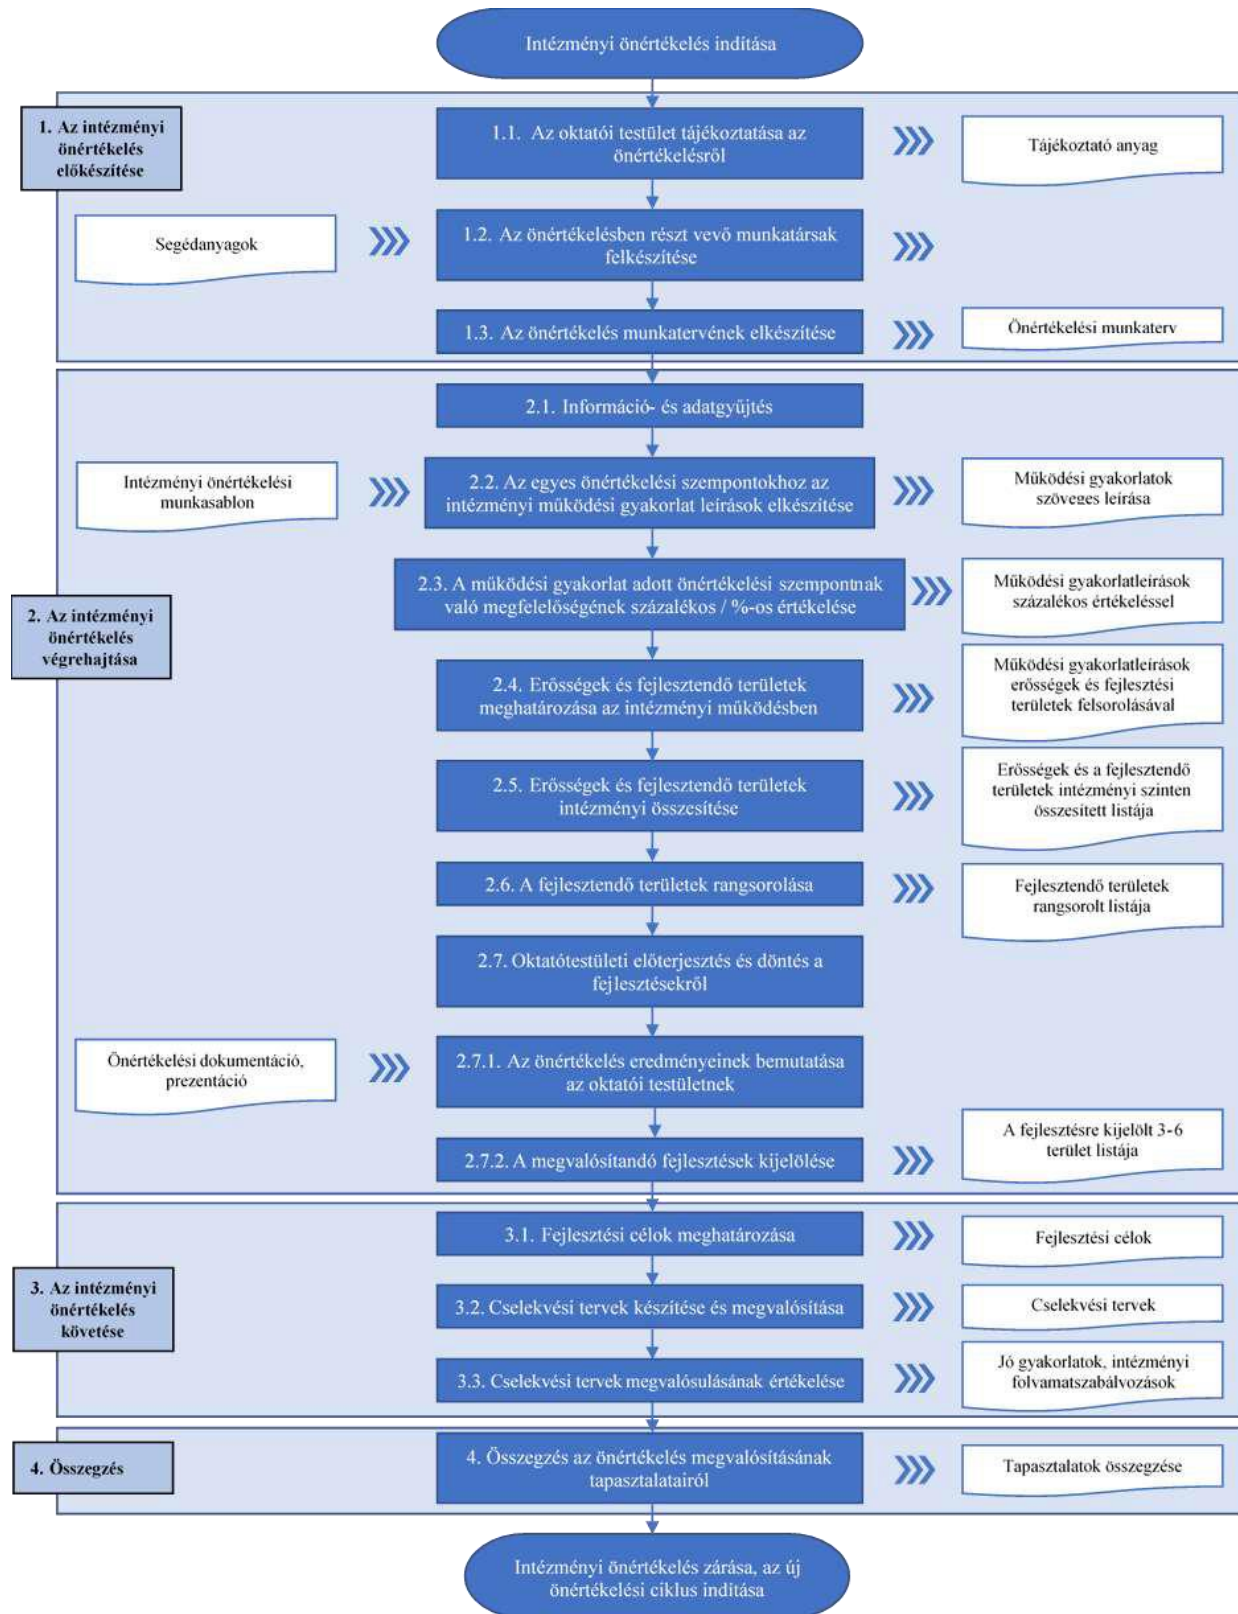 Intézményi önértékelés indítása
1. Az intézményi
önértékelés
előkészítése
1.1. Az oktatói testület tájékoztatása az
önértékelésről
Tájékoztató anyag
Segédanyagok
1.2. Az önértékelésben részt vevő munkatársak
felkészítése
1.3. Az önértékelés munkatervének elkészítése
Önértékelési munkaterv
2. Az intézményi
önértékelés
végrehajtása
2.1. Információ- és adatgyűjtés
Intézményi önértékelési
munkasablon
2.2. Az egyes önértékelési szempontokhoz az
intézményi működési gyakorlat leírások elkészítése
Működési gyakorlatok
szöveges leírása
2.3. A működési gyakorlat adott önértékelési szempontnak
való megfelelőségének százalékos / %-os értékelése
Működési gyakorlatleírások
százalékos értékeléssel
2.4. Erősségek és fejlesztendő területek
meghatározása az intézményi működésben
Működési gyakorlatleírások
erősségek és fejlesztési
területek felsorolásával
2.5. Erősségek és fejlesztendő területek
intézményi összesítése
Erősségek és a fejlesztendő
területek intézményi szinten
összesített listája
2.6. A fejlesztendő területek rangsorolása
Fejlesztendő területek
rangsorolt listája
2.7. Oktatótestületi előterjesztés és döntés a
fejlesztésekről
Önértékelési dokumentáció,
prezentáció
2.7.1. Az önértékelés eredményeinek bemutatása
az oktatói testületnek
2.7.2. A megvalósítandó fejlesztések kijelölése
A fejlesztésre kijelölt 3-6
terület listája
3. Az intézményi
önértékelés
követése
3.1. Fejlesztési célok meghatározása
Fejlesztési célok
3.2. Cselekvési tervek készítése és megvalósítása
Cselekvési tervek
3.3. Cselekvési tervek megvalósulásának értékelése
Jó gyakorlatok, intézményi
folyamatszabályozások
4. Összegzés
4. Összegzés az önértékelés megvalósításának
tapasztalatairól
Tapasztalatok összegzése
Intézményi önértékelés zárása, az új
önértékelési ciklus indítása